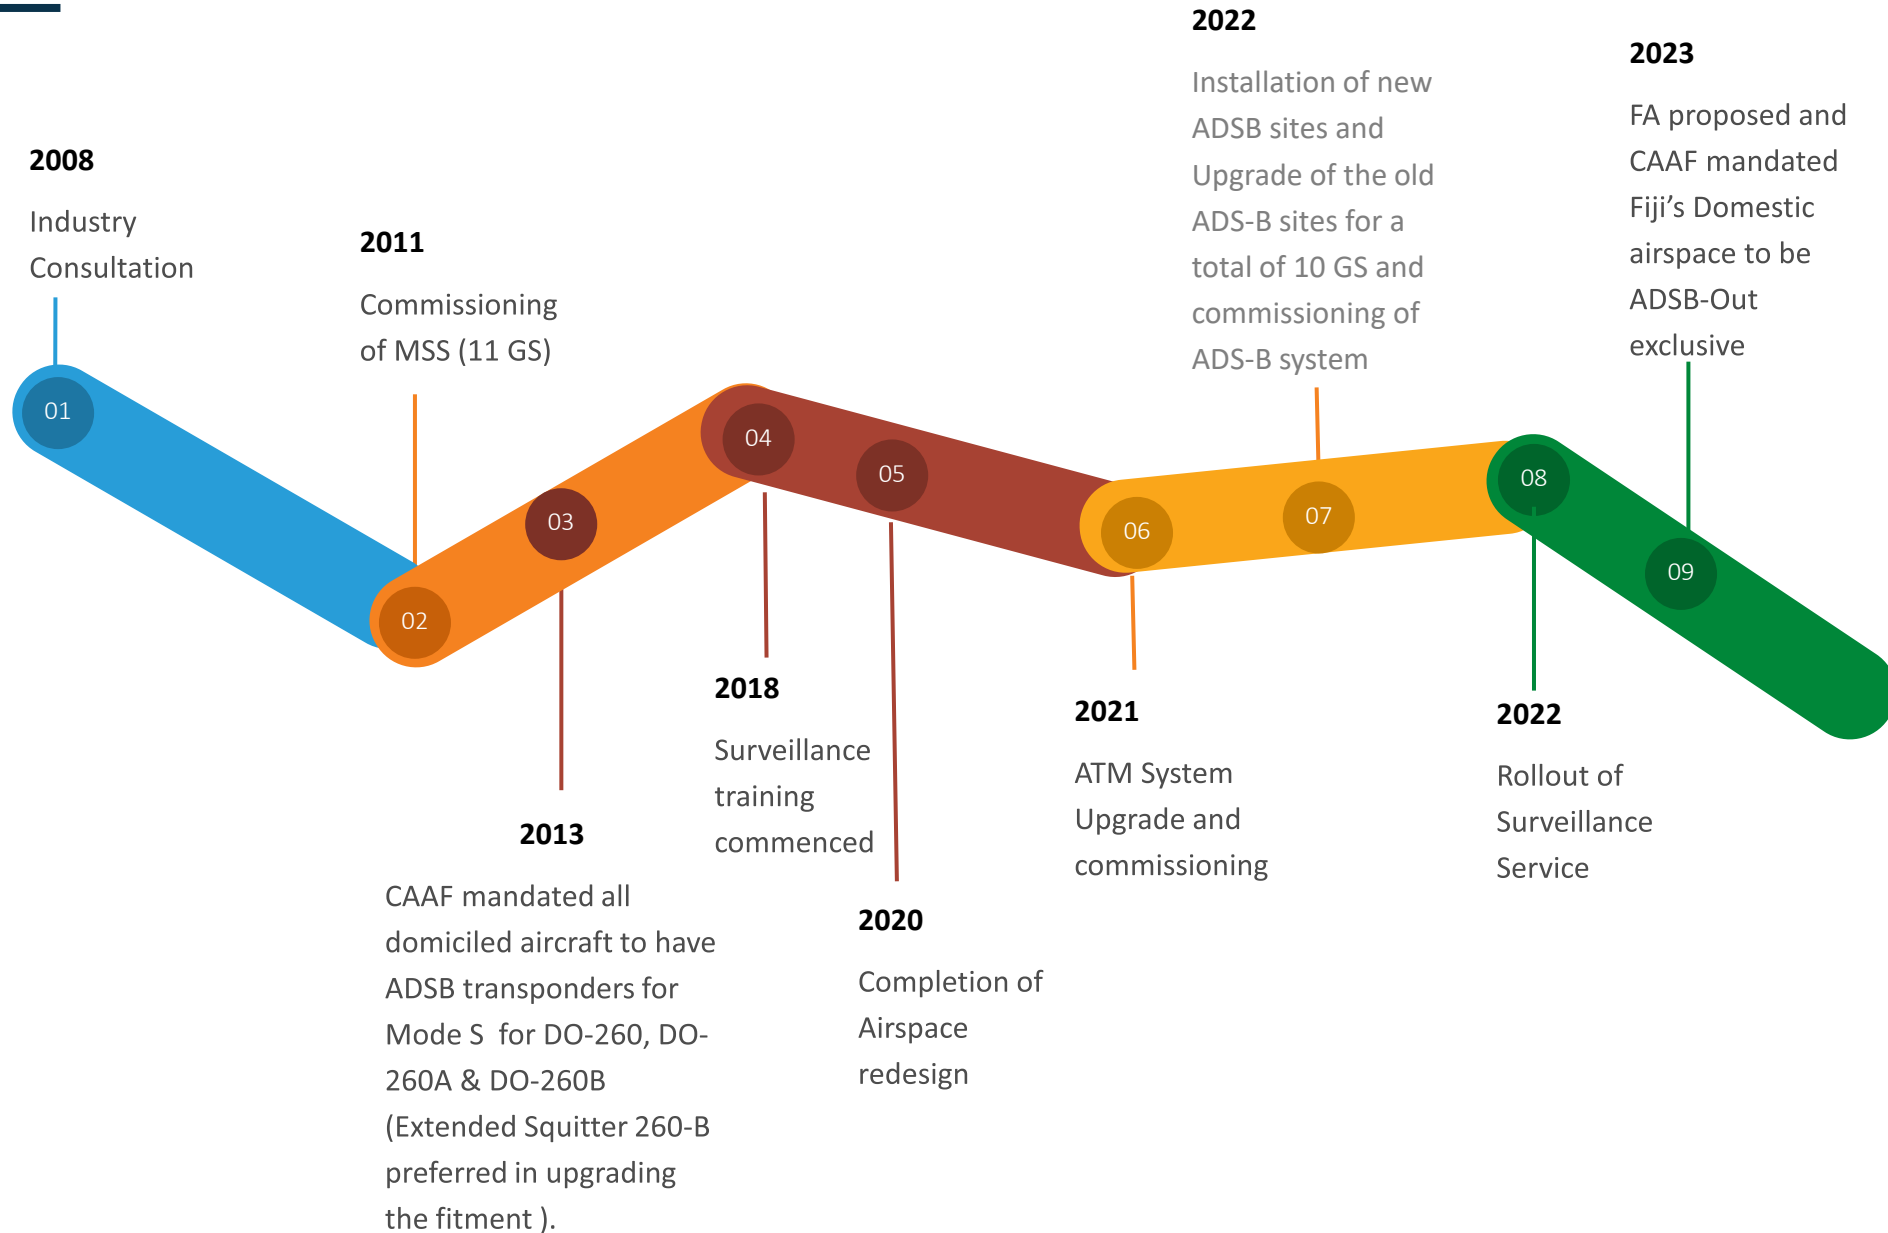 2008
Industry
Consultation
01
2011
Commissioning
of MSS (11 GS)
02
03
2013
CAAF mandated all
domiciled aircraft to have
ADSB transponders for
Mode S  for DO-260, DO-
260A & DO-260B
(Extended Squitter 260-B
preferred in upgrading
the fitment ).
04
2018
Surveillance
training
commenced
05
2020
Completion of
Airspace
redesign
06
2021
ATM System
Upgrade and
commissioning
2022
Installation of new
ADSB sites and
Upgrade of the old
ADS-B sites for a
total of 10 GS and
commissioning of
ADS-B system
07
08
2022
Rollout of
Surveillance
Service
2023
FA proposed and
CAAF mandated
Fiji’s Domestic
airspace to be
ADSB-Out
exclusive
09